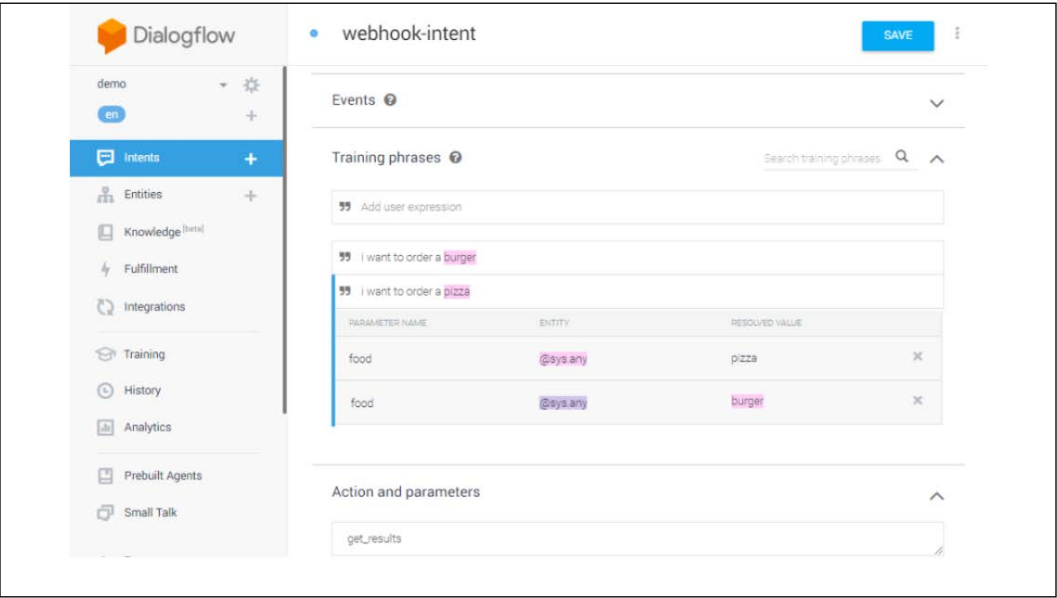 Dialogflow
webhook-intent
SAVE
demo
en
Intents
Entities
Knowledge [beta]
Fulfillment
Integrations
Training
History
Analytics
Prebuilt Agents
Small Talk
Events
Training phrases
Search training phrases
Add user expression
i want to order a burger
i want to order a pizza
PARAMETER NAME ENTITY RESOLVED VALUE
food @sys.any pizza
food @sys.any burger
Action and parameters
get_results